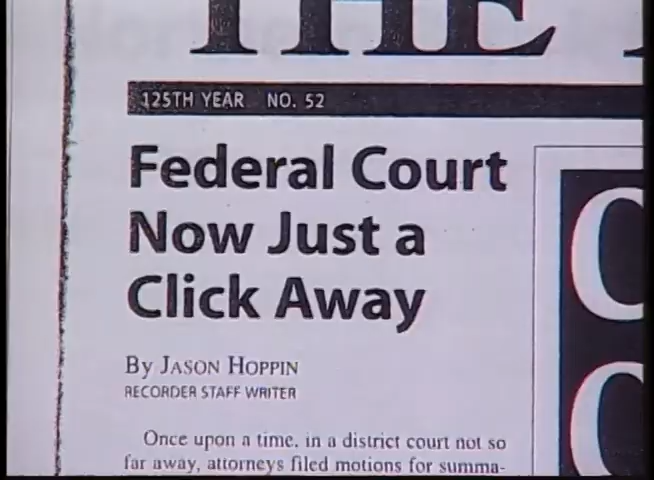 THE
125TH YEAR NO. 52
Federal Court
Now Just a
Click Away
By JASON HOPPIN
RECORDER STAFF WRITER
Once upon a time, in a district court not so
far away, attorneys filed motions for summa-